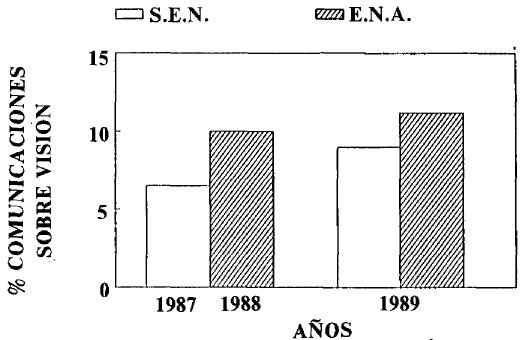 S.E.N. E.N.A.
% COMUNICACIONES
SOBRE VISION
15
10
5
0
1987 1988 1989
AÑOS